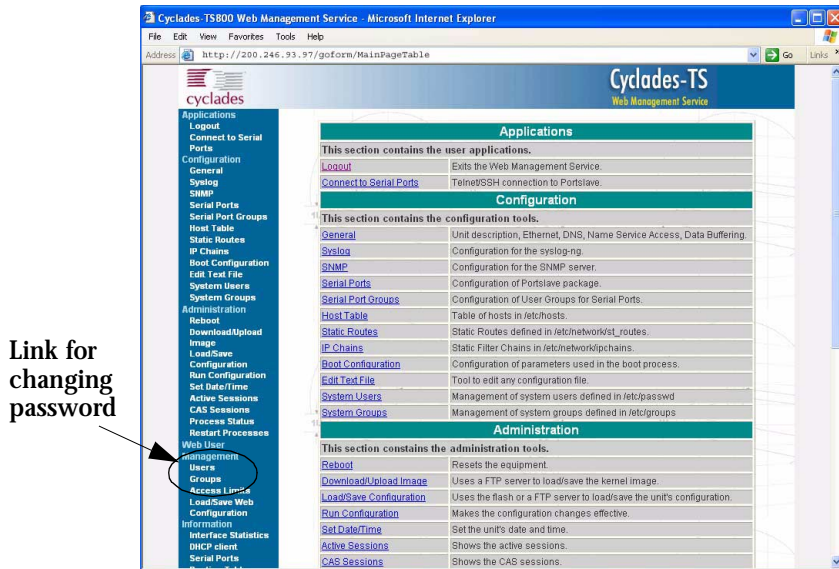 Cyclades-TS800 Web Management Service - Microsoft Internet Explorer
File Edit View Favorites Tools Help
Address http://200.246.93.97/goform/MainPageTable Go Links »
cyclades
Cyclades-TS
Web Management Service
Applications
Logout
Connect to Serial
Ports
Configuration
General
Syslog
SNMP
Serial Ports
Serial Port Groups
Host Table
Static Routes
IP Chains
Boot Configuration
Edit Text File
System Users
System Groups
Administration
Reboot
Download/Upload
Image
Load/Save
Configuration
Run Configuration
Set Date/Time
Active Sessions
CAS Sessions
Process Status
Restart Processes
Web User
Management
Users
Groups
Access Limits
Load/Save Web
Configuration
Information
Interface Statistics
DHCP client
Serial Ports
Link for
changing
password
Applications
This section contains the user applications.
Logout Exits the Web Management Service.
Connect to Serial Ports Telnet/SSH connection to Portslave.
Configuration
This section contains the configuration tools.
General Unit description, Ethernet, DNS, Name Service Access, Data Buffering.
Syslog Configuration for the syslog-ng.
SNMP Configuration for the SNMP server.
Serial Ports Configuration of Portslave package.
Serial Port Groups Configuration of User Groups for Serial Ports.
Host Table Table of hosts in /etc/hosts.
Static Routes Static Routes defined in /etc/network/st_routes.
IP Chains Static Filter Chains in /etc/network/ipchains.
Boot Configuration Configuration of parameters used in the boot process.
Edit Text File Tool to edit any configuration file.
System Users Management of system users defined in /etc/passwd
System Groups Management of system groups defined in /etc/groups
Administration
This section constains the administration tools.
Reboot Resets the equipment.
Download/Upload Image Uses a FTP server to load/save the kernel image.
Load/Save Configuration Uses the flash or a FTP server to load/save the unit's configuration.
Run Configuration Makes the configuration changes effective.
Set Date/Time Set the unit's date and time.
Active Sessions Shows the active sessions.
CAS Sessions Shows the CAS sessions.